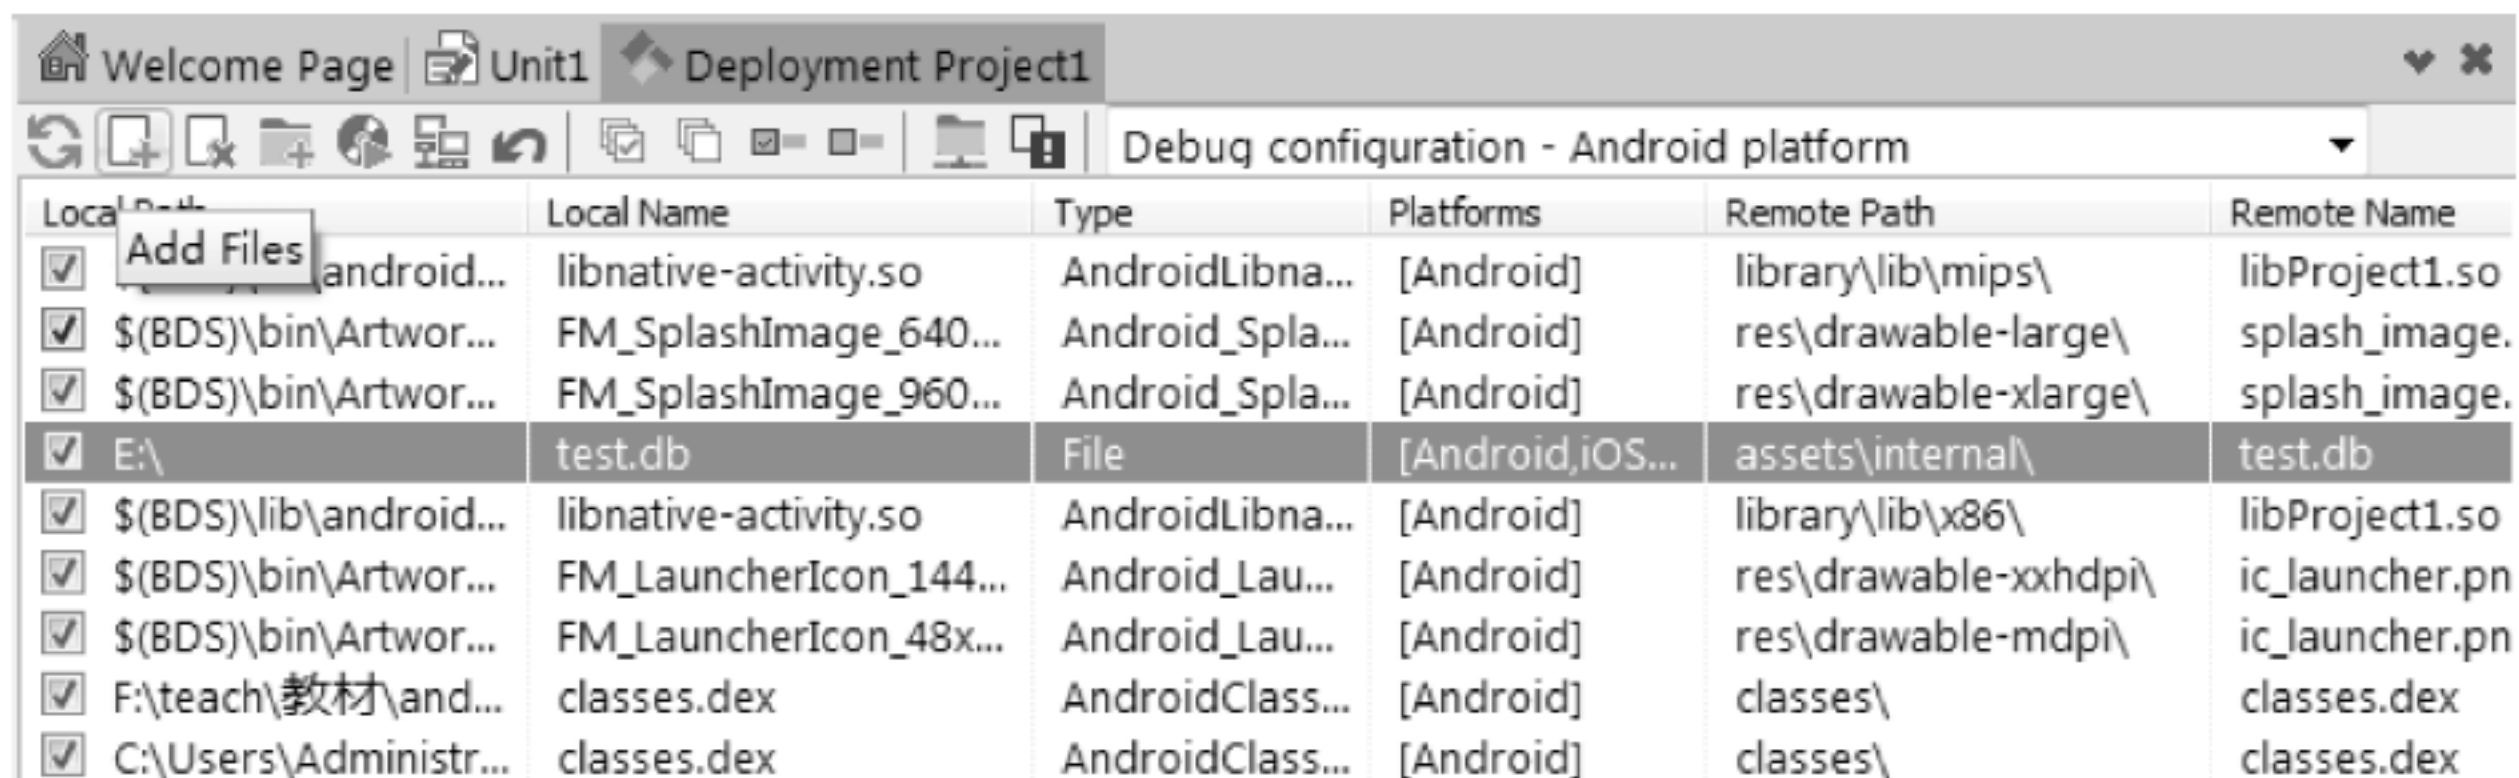 Welcome Page Unit1 Deployment Project1
Debug configuration - Android platform
Local Path Local Name Type Platforms Remote Path Remote Name
Add Files
\android... libnative-activity.so AndroidLibna... [Android] library\lib\mips\ libProject1.so
$(BDS)\bin\Artwor... FM_SplashImage_640... Android_Spla... [Android] res\drawable-large\ splash_image.
$(BDS)\bin\Artwor... FM_SplashImage_960... Android_Spla... [Android] res\drawable-xlarge\ splash_image.
E:\ test.db File [Android,iOS... assets\internal\ test.db
$(BDS)\lib\android... libnative-activity.so AndroidLibna... [Android] library\lib\x86\ libProject1.so
$(BDS)\bin\Artwor... FM_LauncherIcon_144... Android_Lau... [Android] res\drawable-xxhdpi\ ic_launcher.pn
$(BDS)\bin\Artwor... FM_LauncherIcon_48x... Android_Lau... [Android] res\drawable-mdpi\ ic_launcher.pn
F:\teach\教材\and... classes.dex AndroidClass... [Android] classes\ classes.dex
C:\Users\Administr... classes.dex AndroidClass... [Android] classes\ classes.dex